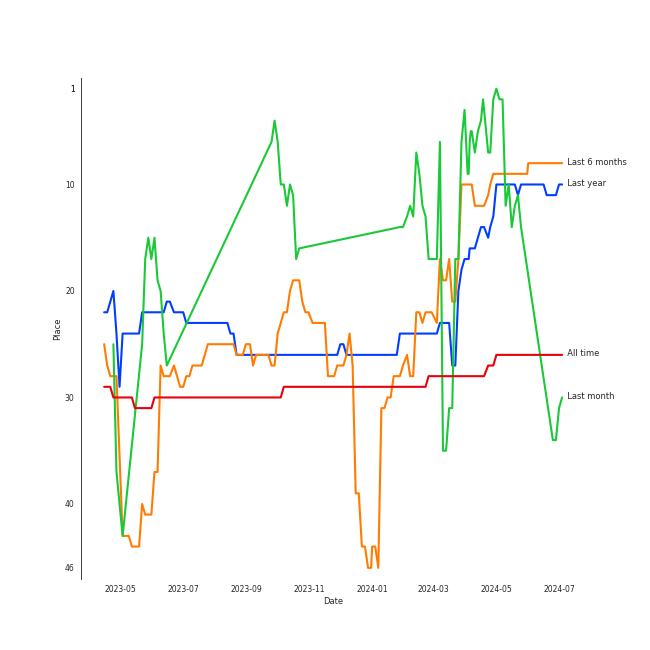 1
Last 6 months
10
Last year
20
Place
All time
30
Last month
40
46
2023-05
2023-07
2023-09
2023-11
2024-01
2024-03
2024-05
2024-07
Date